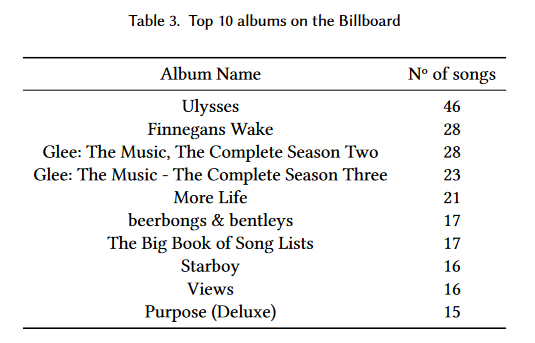 Table 3. Top 10 albums on the Billboard
Album Name Nº of songs
Ulysses 46
Finnegans Wake 28
Glee: The Music, The Complete Season Two 28
Glee: The Music - The Complete Season Three 23
More Life 21
beerbongs & bentleys 17
The Big Book of Song Lists 17
Starboy 16
Views 16
Purpose (Deluxe) 15